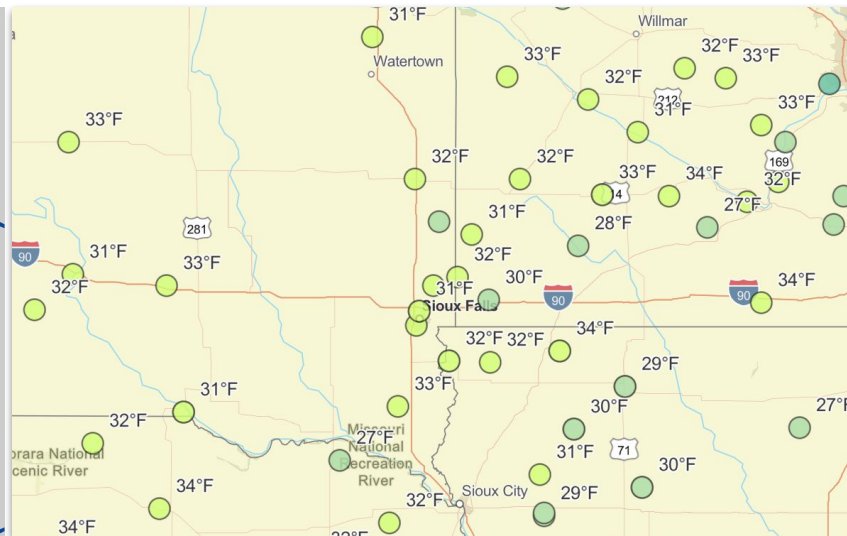 31°F
Willmar
33°F
32°F
33°F
Watertown
32°F
212
31°F
33°F
33°F
169
32°F
32°F
33°F
14
34°F
32°F
27°F
281
31°F
28°F
90
31°F
33°F
32°F
32°F
31°F
30°F
90
90
34°F
Sioux Falls
32°F
32°F
34°F
29°F
31°F
33°F
30°F
27°F
32°F
Missouri
National
Recreation
River
27°F
71
orara National
cenic River
31°F
30°F
34°F
32°F
Sioux City
29°F
34°F